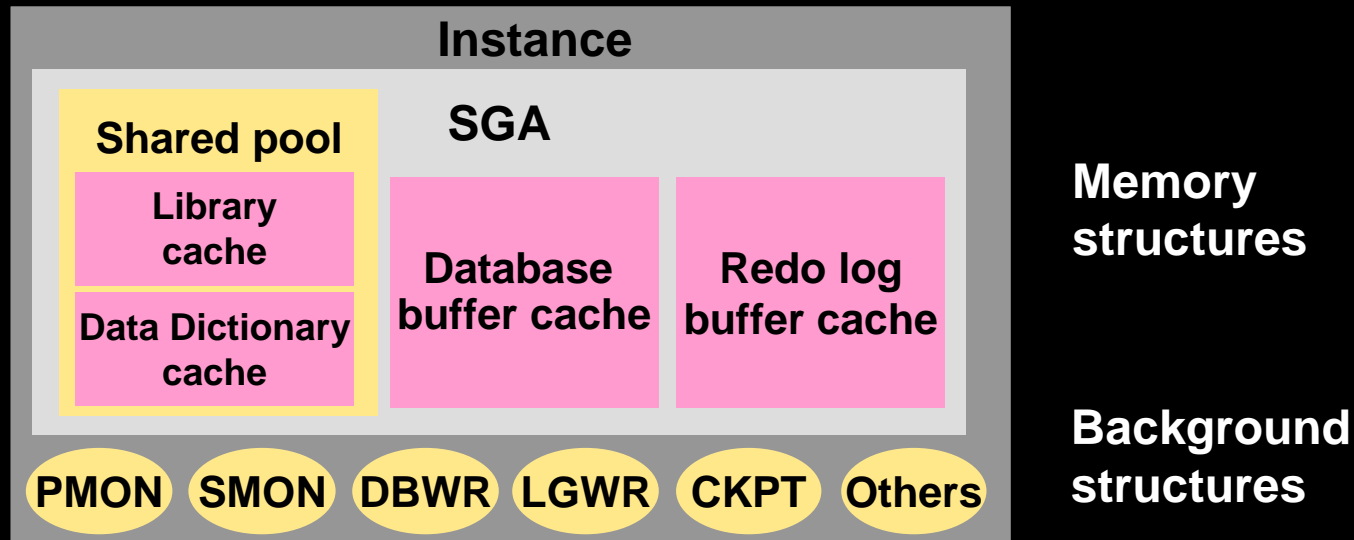 Instance
SGA
Shared pool
Library
cache
Data Dictionary
cache
Database
buffer cache
Redo log
buffer cache
Memory
structures
PMON SMON DBWR LGWR CKPT Others
Background
structures